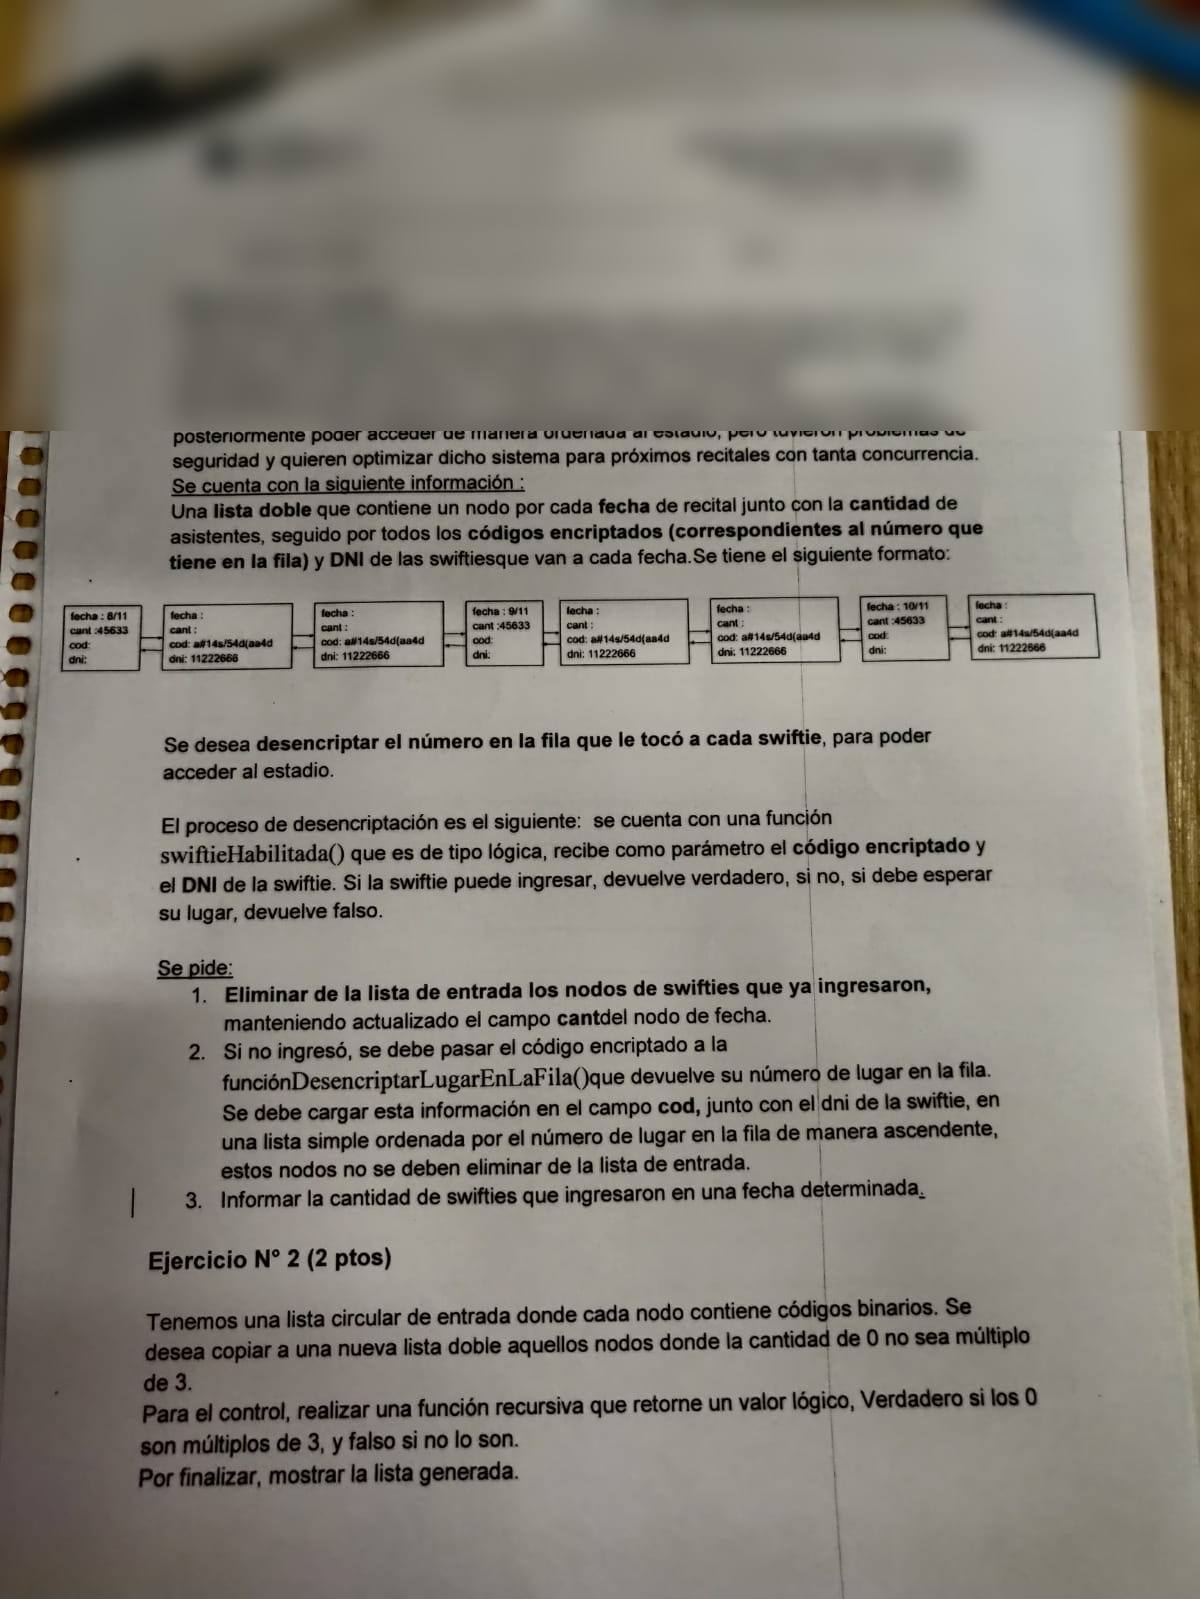 posteriormente poder acceder de manera ordenada al estadio, pero tuvieron problemas de
seguridad y quieren optimizar dicho sistema para próximos recitales con tanta concurrencia.
Se cuenta con la siguiente información :
Una lista doble que contiene un nodo por cada fecha de recital junto con la cantidad de
asistentes, seguido por todos los códigos encriptados (correspondientes al número que
tiene en la fila) y DNI de las swiftiesque van a cada fecha.Se tiene el siguiente formato:
fecha : 8/11
cant :45633
cod:
dni:
fecha :
cant :
cod: a#14s/54d(aa4d
dni: 11222666
fecha :
cant :
cod: a#14s/54d(aa4d
dni: 11222666
fecha : 9/11
cant :45633
cod:
dni:
fecha :
cant :
cod: a#14s/54d(aa4d
dni: 11222666
fecha :
cant :
cod: a#14s/54d(aa4d
dni: 11222666
fecha : 10/11
cant :45633
cod:
dni:
fecha :
cant :
cod: a#14s/54d(aa4d
dni: 11222666
Se desea desencriptar el número en la fila que le tocó a cada swiftie, para poder
acceder al estadio.
El proceso de desencriptación es el siguiente: se cuenta con una función
swiftieHabilitada() que es de tipo lógica, recibe como parámetro el código encriptado y
el DNI de la swiftie. Si la swiftie puede ingresar, devuelve verdadero, si no, si debe esperar
su lugar, devuelve falso.
Se pide:
1. Eliminar de la lista de entrada los nodos de swifties que ya ingresaron,
manteniendo actualizado el campo cantdel nodo de fecha.
2. Si no ingresó, se debe pasar el código encriptado a la
funciónDesencriptarLugarEnLaFila()que devuelve su número de lugar en la fila.
Se debe cargar esta información en el campo cod, junto con el dni de la swiftie, en
una lista simple ordenada por el número de lugar en la fila de manera ascendente,
estos nodos no se deben eliminar de la lista de entrada.
3. Informar la cantidad de swifties que ingresaron en una fecha determinada.
Ejercicio N° 2 (2 ptos)
Tenemos una lista circular de entrada donde cada nodo contiene códigos binarios. Se
desea copiar a una nueva lista doble aquellos nodos donde la cantidad de 0 no sea múltiplo
de 3.
Para el control, realizar una función recursiva que retorne un valor lógico, Verdadero si los 0
son múltiplos de 3, y falso si no lo son.
Por finalizar, mostrar la lista generada.